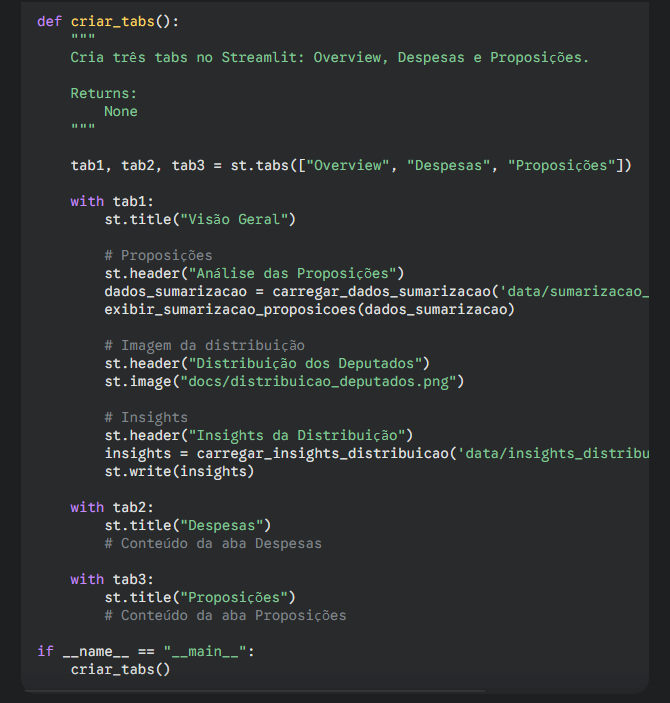 def criar_tabs():
    """
    Cria três tabs no Streamlit: Overview, Despesas e Proposições.

    Returns:
        None
    """

    tab1, tab2, tab3 = st.tabs(["Overview", "Despesas", "Proposições"])

    with tab1:
        st.title("Visão Geral")

        # Proposições
        st.header("Análise das Proposições")
        dados_sumarizacao = carregar_dados_sumarizacao('data/sumarizacao_
        exibir_sumarizacao_proposicoes(dados_sumarizacao)

        # Imagem da distribuição
        st.header("Distribuição dos Deputados")
        st.image("docs/distribuicao_deputados.png")

        # Insights
        st.header("Insights da Distribuição")
        insights = carregar_insights_distribuicao('data/insights_distribu
        st.write(insights)

    with tab2:
        st.title("Despesas")
        # Conteúdo da aba Despesas

    with tab3:
        st.title("Proposições")
        # Conteúdo da aba Proposições

if __name__ == "__main__":
    criar_tabs()